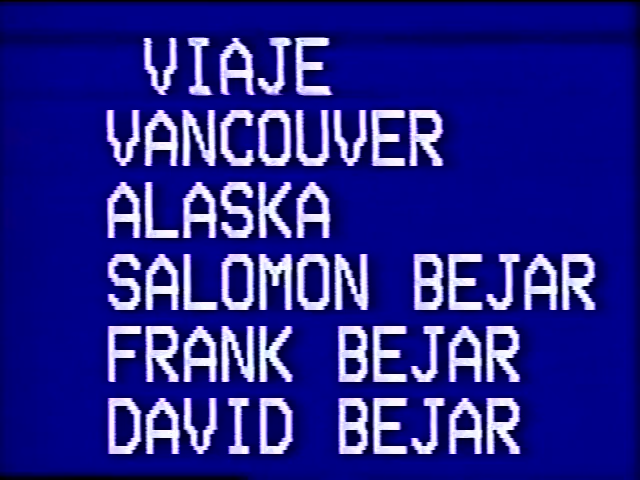 VIAJE
VANCOUVER
ALASKA
SALOMON BEJAR
FRANK BEJAR
DAVID BEJAR